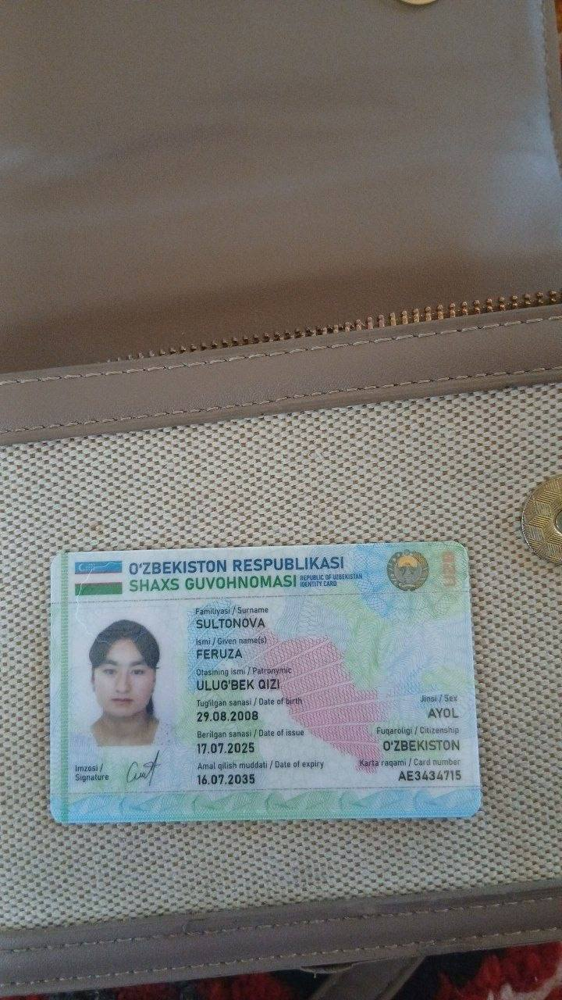 O‘ZBEKISTON RESPUBLIKASI
SHAXS GUVOHNOMASI REPUBLIC OF UZBEKISTAN IDENTITY CARD
UZB
Familiyasi / Surname
SULTONOVA
Ismi / Given name(s)
FERUZA
Otasining ismi / Patronymic
ULUG‘BEK QIZI
Tug‘ilgan sanasi / Date of birth
29.08.2008
Jinsi / Sex
AYOL
Berilgan sanasi / Date of issue
17.07.2025
Fuqaroligi / Citizenship
O‘ZBEKISTON
Imzosi / Signature
Amal qilish muddati / Date of expiry
16.07.2035
Karta raqami / Card number
AE3434715